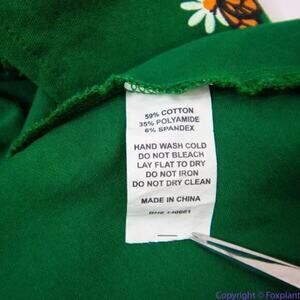 59% COTTON
35% POLYAMIDE
6% SPANDEX
HAND WASH COLD
DO NOT BLEACH
LAY FLAT TO DRY
DO NOT IRON
DO NOT DRY CLEAN
MADE IN CHINA
photo@Foxplant